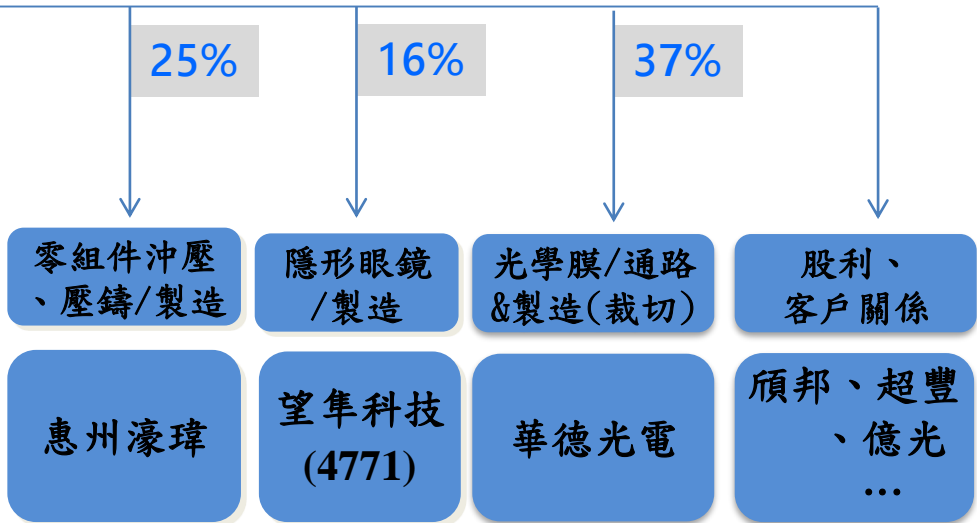 25%
16%
37%
零組件沖壓
、壓鑄/製造
隱形眼鏡
/製造
光學膜/通路
&製造(裁切)
股利、
客戶關係
惠州濠瑋
望隼科技
(4771)
華德光電
頎邦、超豐
、億光
...